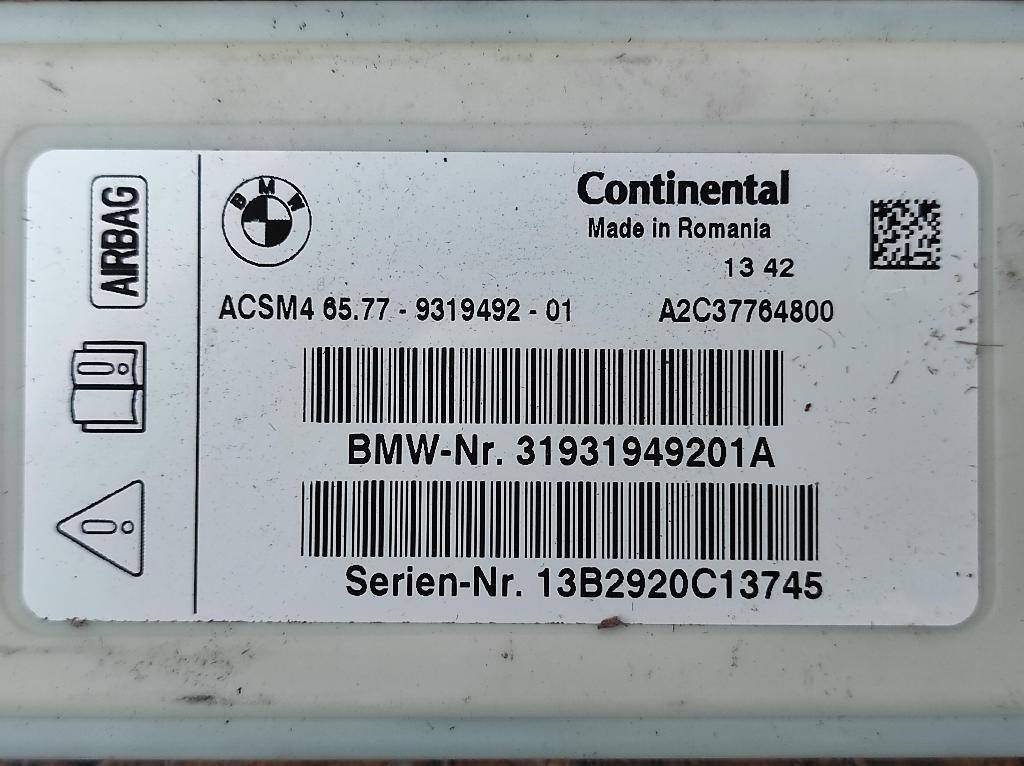 AIRBAG
BMW
Continental
Made in Romania
13 42
ACSM4 65.77 - 9319492 - 01 A2C37764800
BMW-Nr. 31931949201A
Serien-Nr. 13B2920C13745